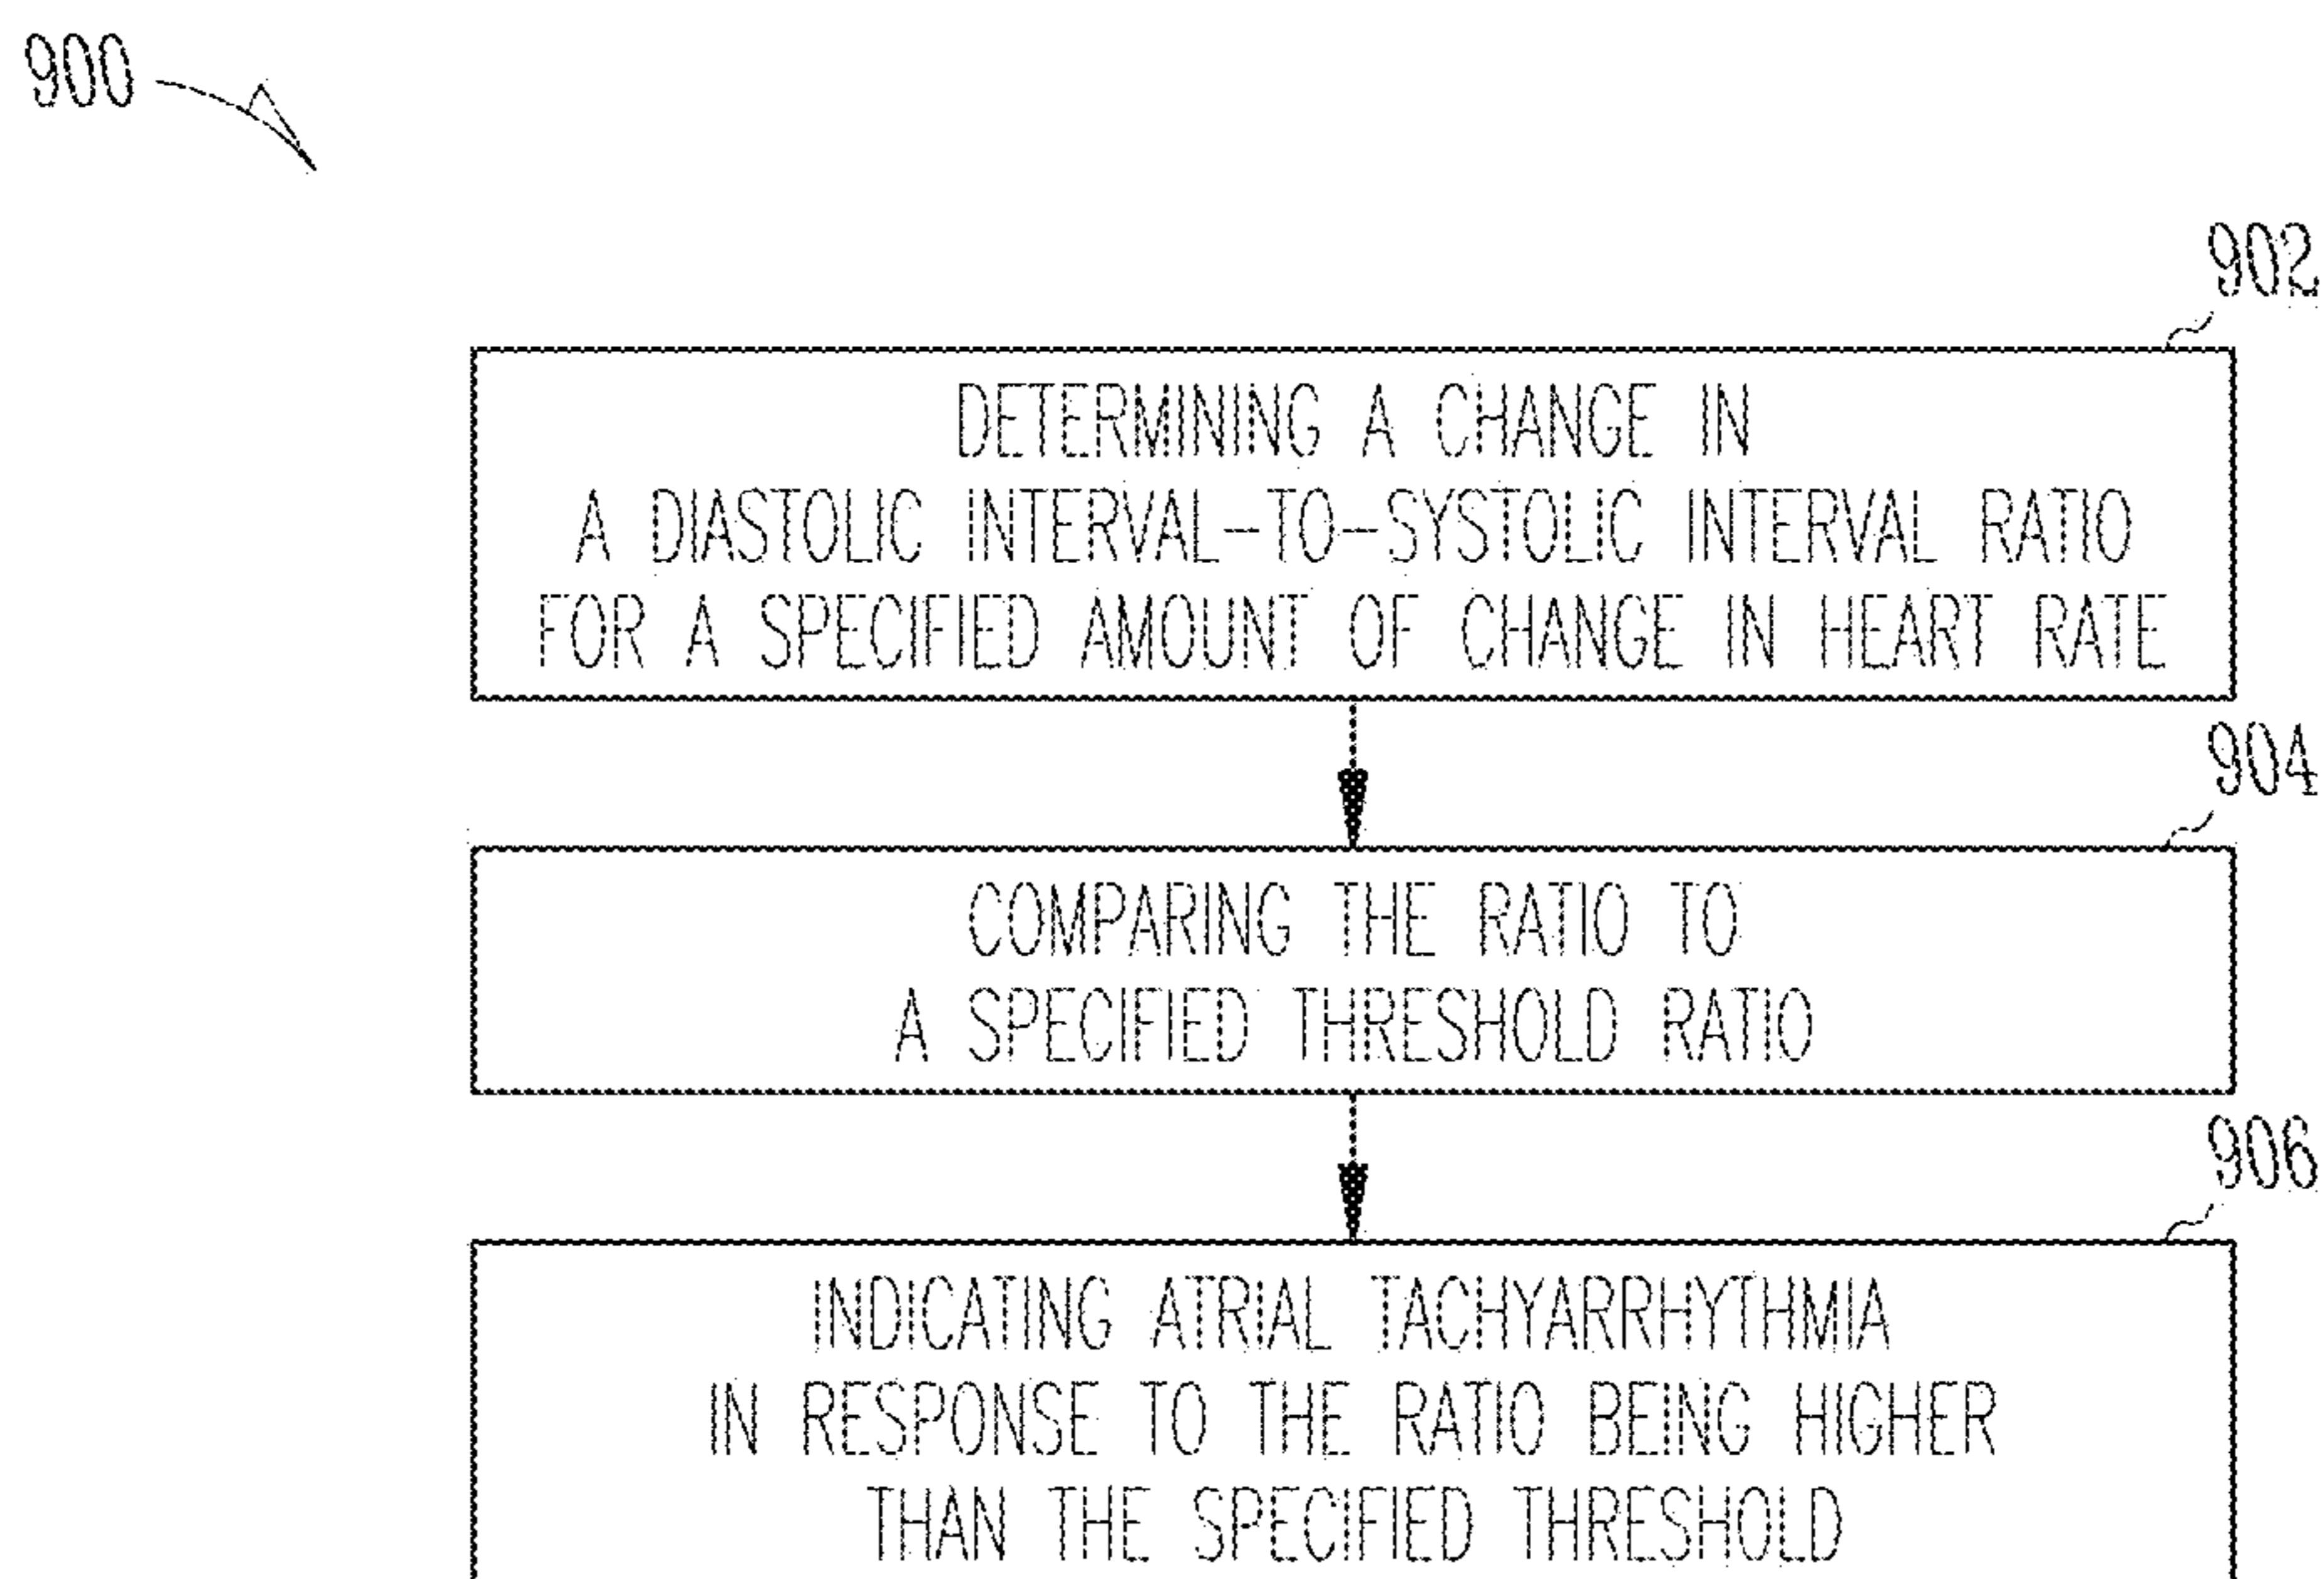 900
902
DETERMINING A CHANGE IN
A DIASTOLIC INTERVAL-TO-SYSTOLIC INTERVAL RATIO
FOR A SPECIFIED AMOUNT OF CHANGE IN HEART RATE
904
COMPARING THE RATIO TO
A SPECIFIED THRESHOLD RATIO
906
INDICATING ATRIAL TACHYARRHYTHMIA
IN RESPONSE TO THE RATIO BEING HIGHER
THAN THE SPECIFIED THRESHOLD